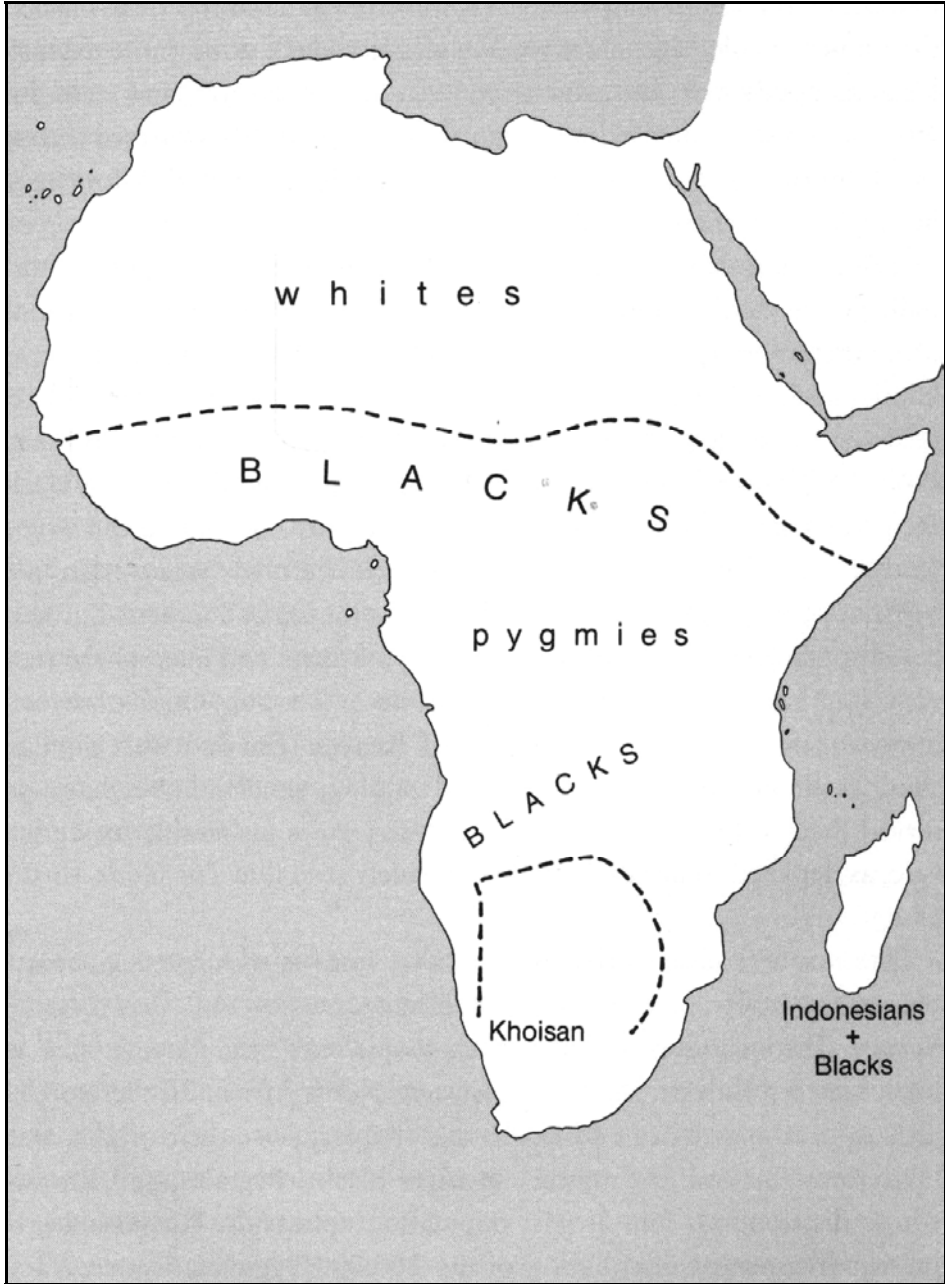 whites
BLACKS
pygmies
BLACKS
Khoisan
Indonesians
+
Blacks